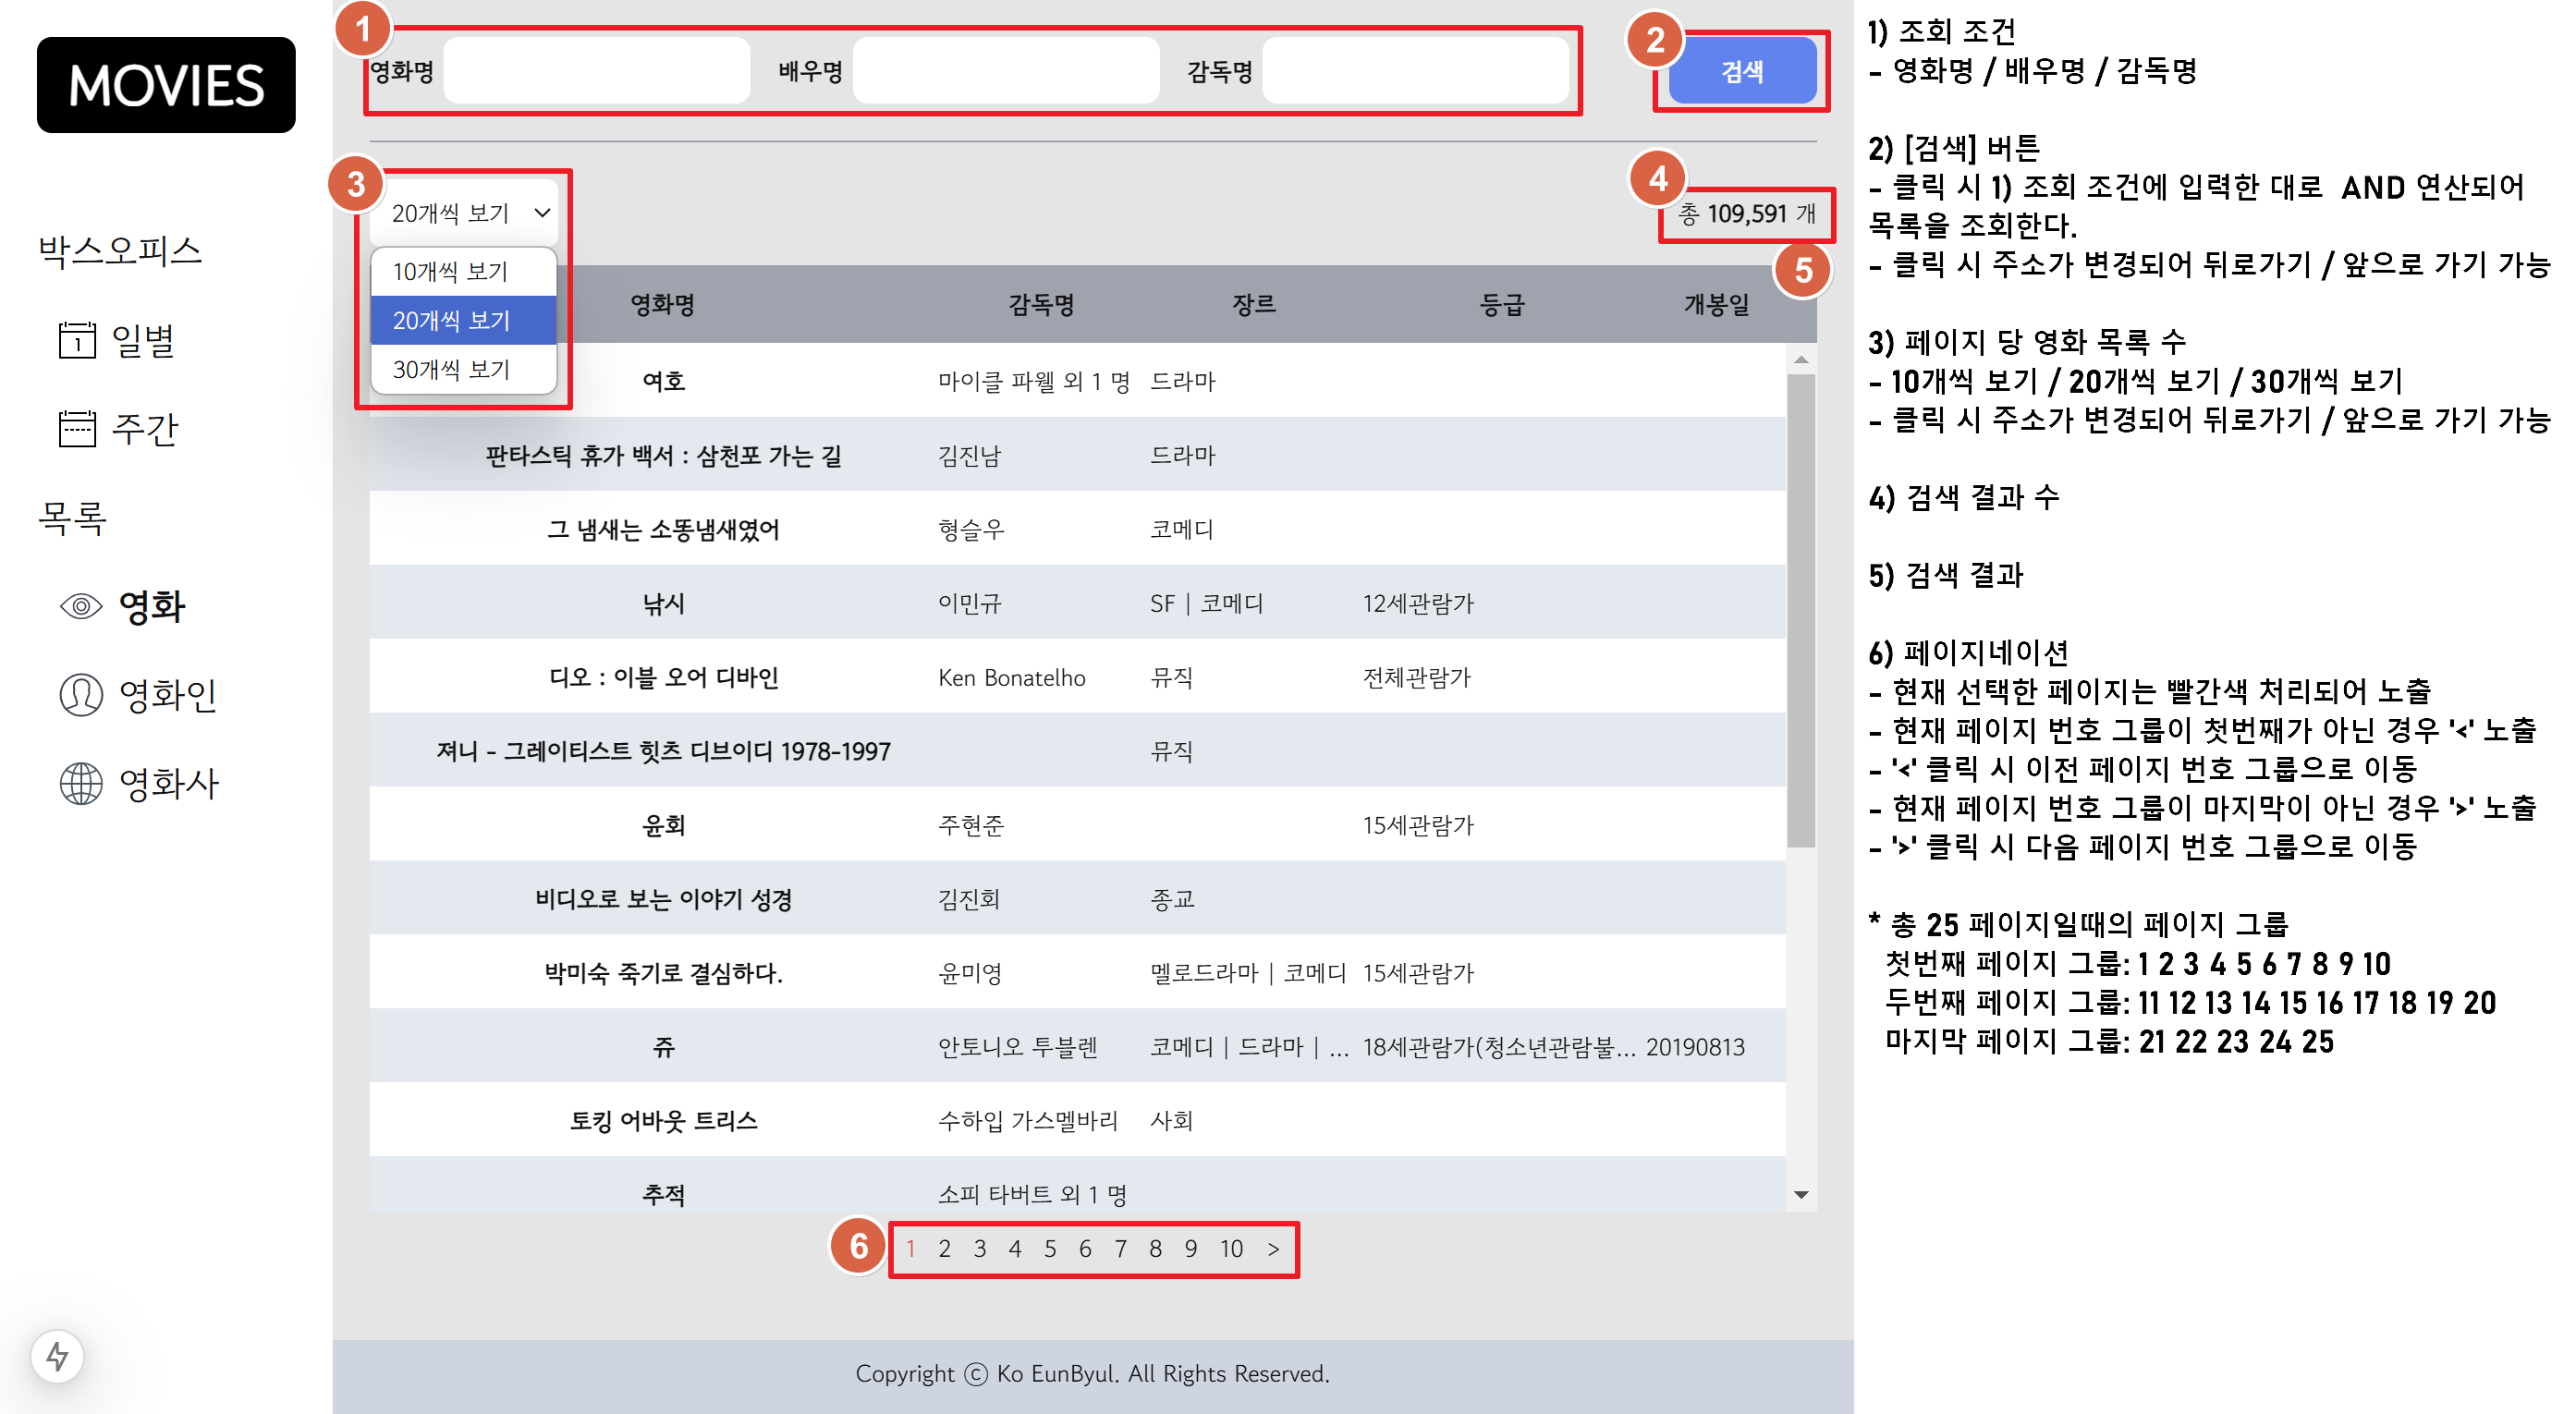 MOVIES
박스오피스
1
일별
주간
목록
영화
영화인
영화사
1
영화명
배우명
감독명
2
검색
3
20개씩 보기
10개씩 보기
20개씩 보기
30개씩 보기
4
총 109,591 개
5
영화명 감독명 장르 등급 개봉일
여호 마이클 파웰 외 1 명 드라마
판타스틱 휴가 백서 : 삼천포 가는 길 김진남 드라마
그 냄새는 소똥냄새였어 형슬우 코메디
낚시 이민규 SF | 코메디 12세관람가
디오 : 이블 오어 디바인 Ken Bonatelho 뮤직 전체관람가
져니 - 그레이티스트 힛츠 디브이디 1978-1997 뮤직
윤회 주현준 15세관람가
비디오로 보는 이야기 성경 김진회 종교
박미숙 죽기로 결심하다. 윤미영 멜로드라마 | 코메디 15세관람가
쥬 안토니오 투블렌 코메디 | 드라마 | ... 18세관람가(청소년관람불... 20190813
토킹 어바웃 트리스 수하입 가스멜바리 사회
추적 소피 타버트 외 1 명
6
1 2 3 4 5 6 7 8 9 10 >
Copyright ⓒ Ko EunByul. All Rights Reserved.
1) 조회 조건
- 영화명 / 배우명 / 감독명
2) [검색] 버튼
- 클릭 시 1) 조회 조건에 입력한 대로 AND 연산되어
목록을 조회한다.
- 클릭 시 주소가 변경되어 뒤로가기 / 앞으로 가기 가능
3) 페이지 당 영화 목록 수
- 10개씩 보기 / 20개씩 보기 / 30개씩 보기
- 클릭 시 주소가 변경되어 뒤로가기 / 앞으로 가기 가능
4) 검색 결과 수
5) 검색 결과
6) 페이지네이션
- 현재 선택한 페이지는 빨간색 처리되어 노출
- 현재 페이지 번호 그룹이 첫번째가 아닌 경우 '<' 노출
- '<' 클릭 시 이전 페이지 번호 그룹으로 이동
- 현재 페이지 번호 그룹이 마지막이 아닌 경우 '>' 노출
- '>' 클릭 시 다음 페이지 번호 그룹으로 이동
* 총 25 페이지일때의 페이지 그룹
첫번째 페이지 그룹: 1 2 3 4 5 6 7 8 9 10
두번째 페이지 그룹: 11 12 13 14 15 16 17 18 19 20
마지막 페이지 그룹: 21 22 23 24 25